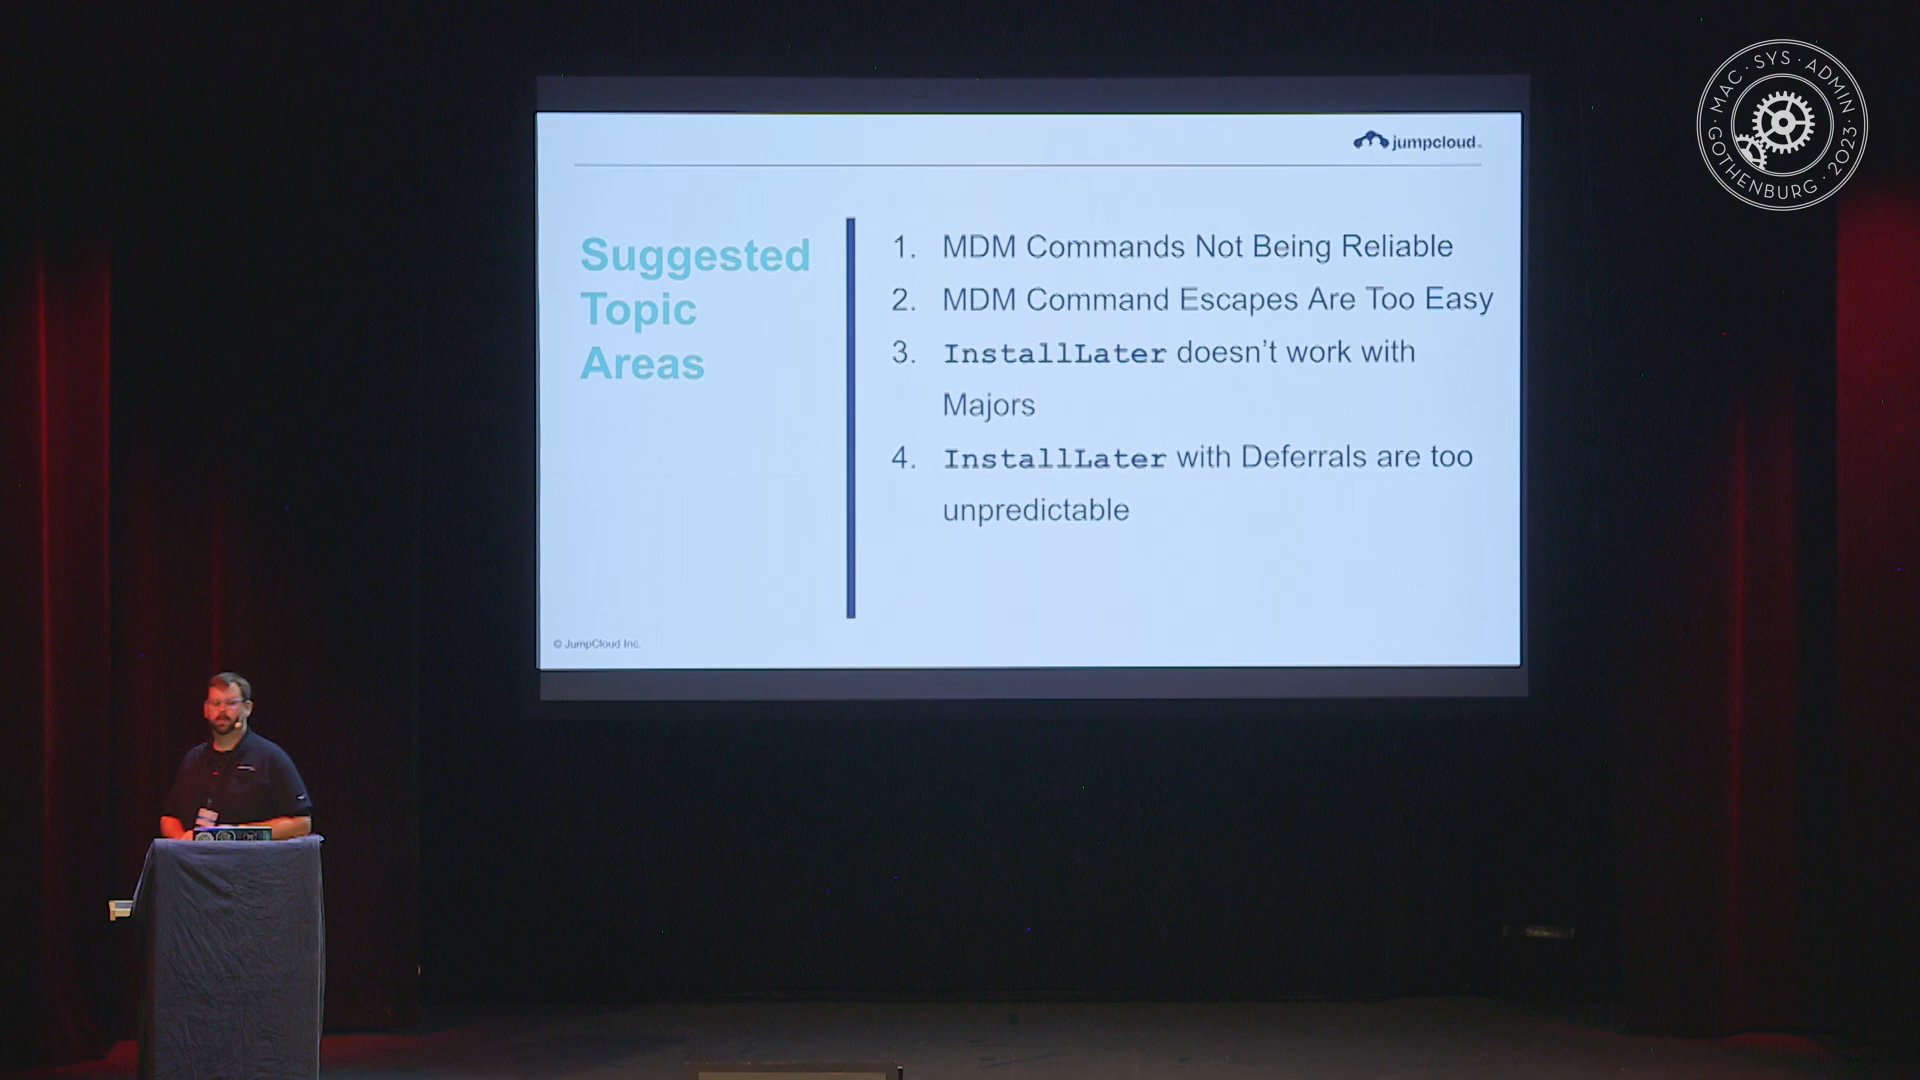 jumpcloud
Suggested
Topic
Areas
1. MDM Commands Not Being Reliable
2. MDM Command Escapes Are Too Easy
3. InstallLater doesn’t work with
Majors
4. InstallLater with Deferrals are too
unpredictable
© JumpCloud Inc.
MAC · SYS · ADMIN · GOTHENBURG · 2023 ·